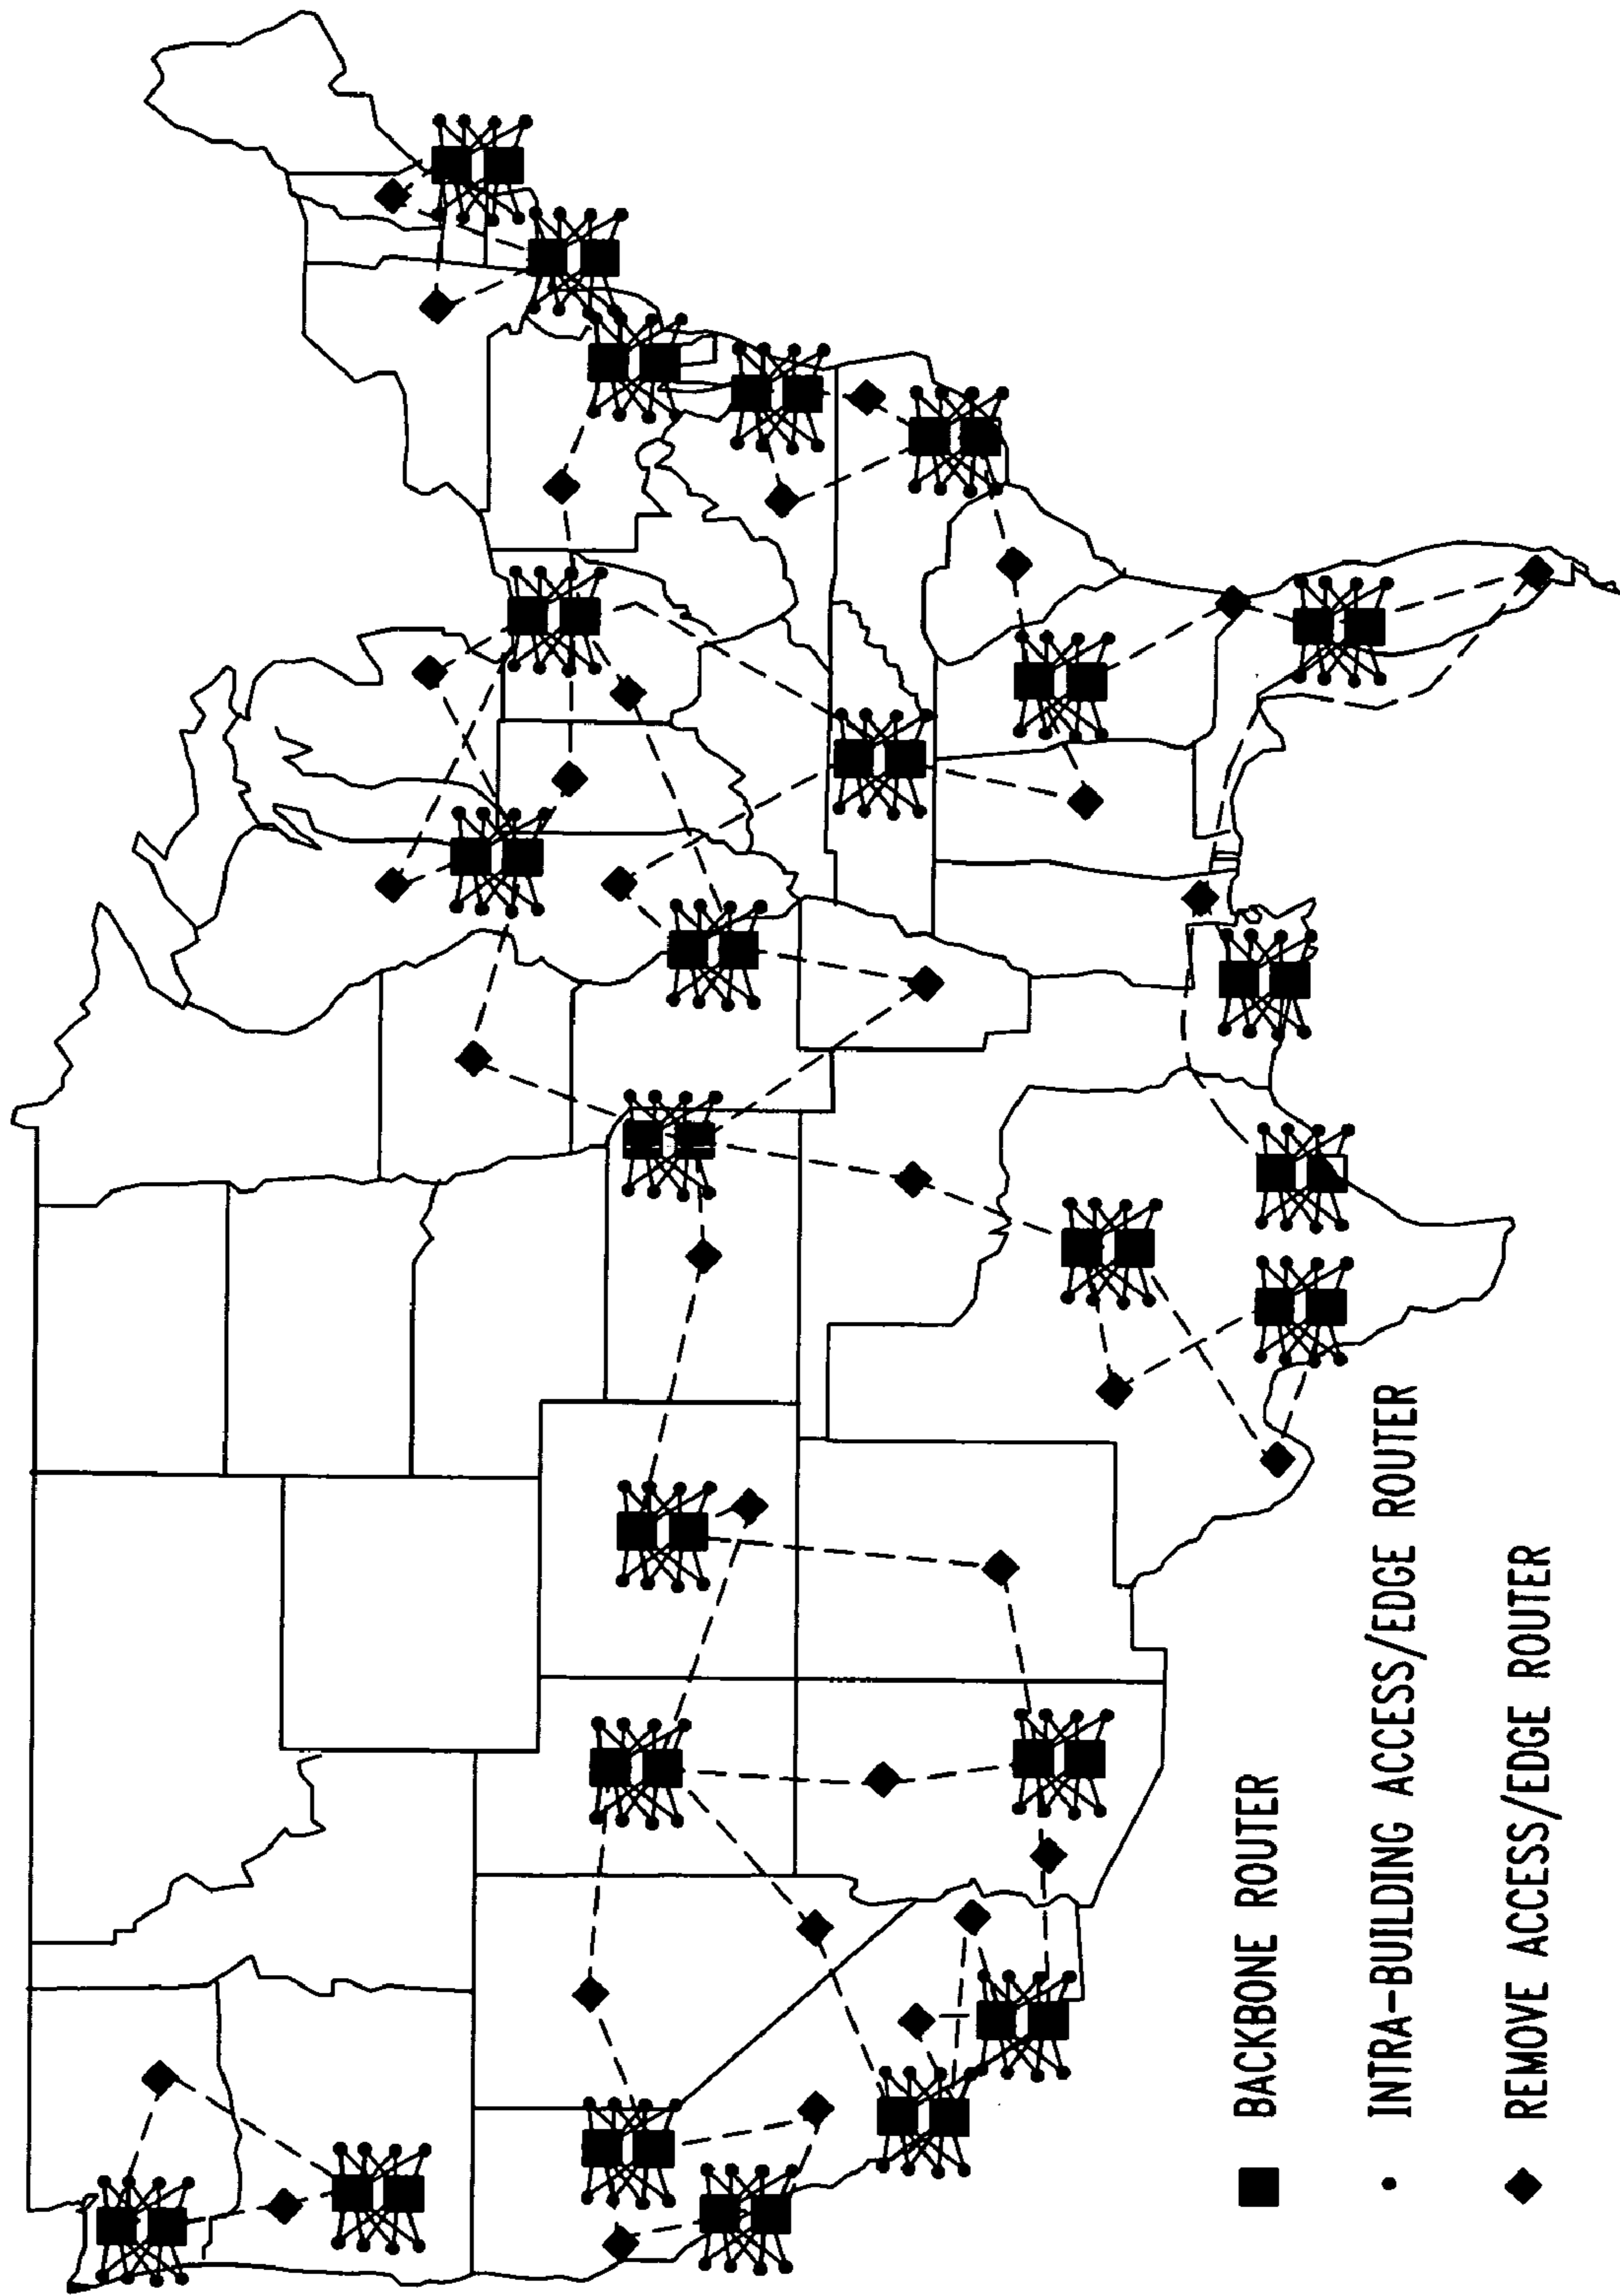 BACKBONE ROUTER
INTRA-BUILDING ACCESS/EDGE ROUTER
REMOVE ACCESS/EDGE ROUTER